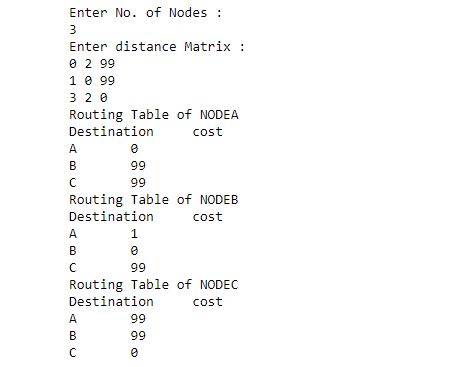 Enter No. of Nodes :
3
Enter distance Matrix :
0 2 99
1 0 99
3 2 0
Routing Table of NODEA
Destination     cost
A       0
B       99
C       99
Routing Table of NODEB
Destination     cost
A       1
B       0
C       99
Routing Table of NODEC
Destination     cost
A       99
B       99
C       0